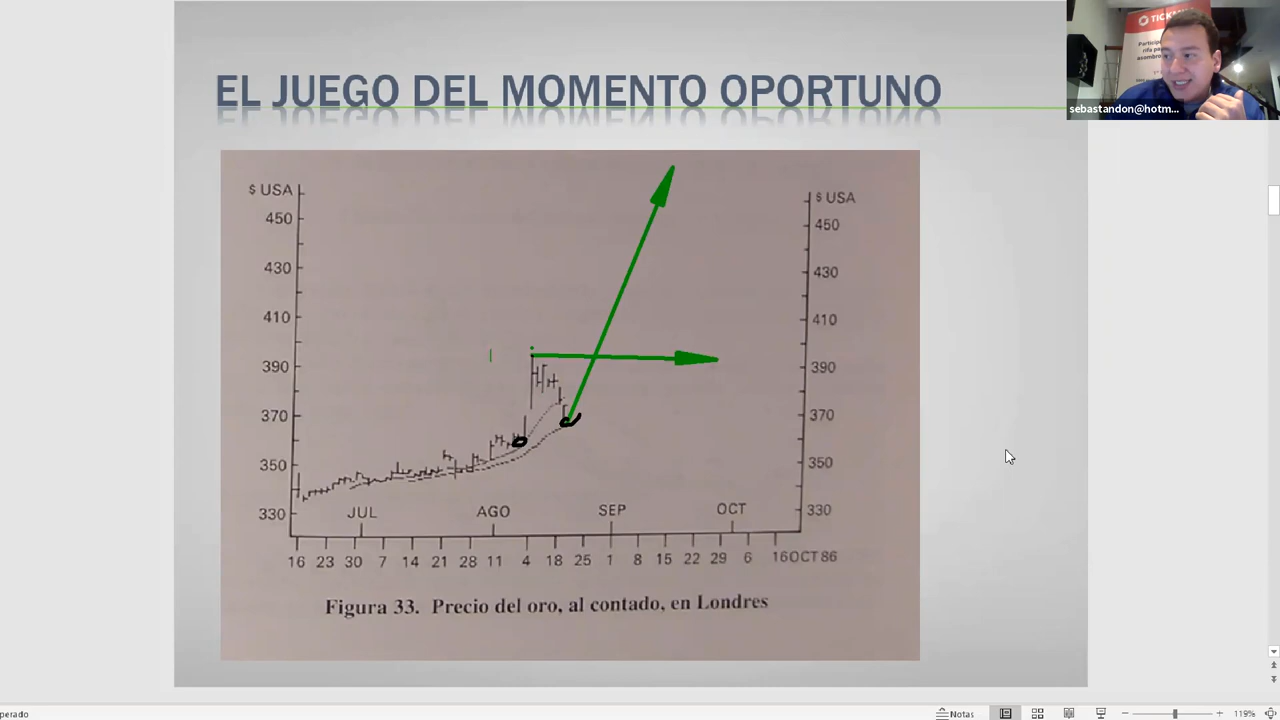 EL JUEGO DEL MOMENTO OPORTUNO
TICKMILL
sebastandon@hotm...
$ USA
450
430
410
390
370
350
330
$ USA
450
430
410
390
370
350
330
JUL AGO SEP OCT
16 23 30 7 14 21 28 11 4 18 25 1 8 15 22 29 6 16OCT 86
Figura 33. Precio del oro, al contado, en Londres
perado
Notas
119%